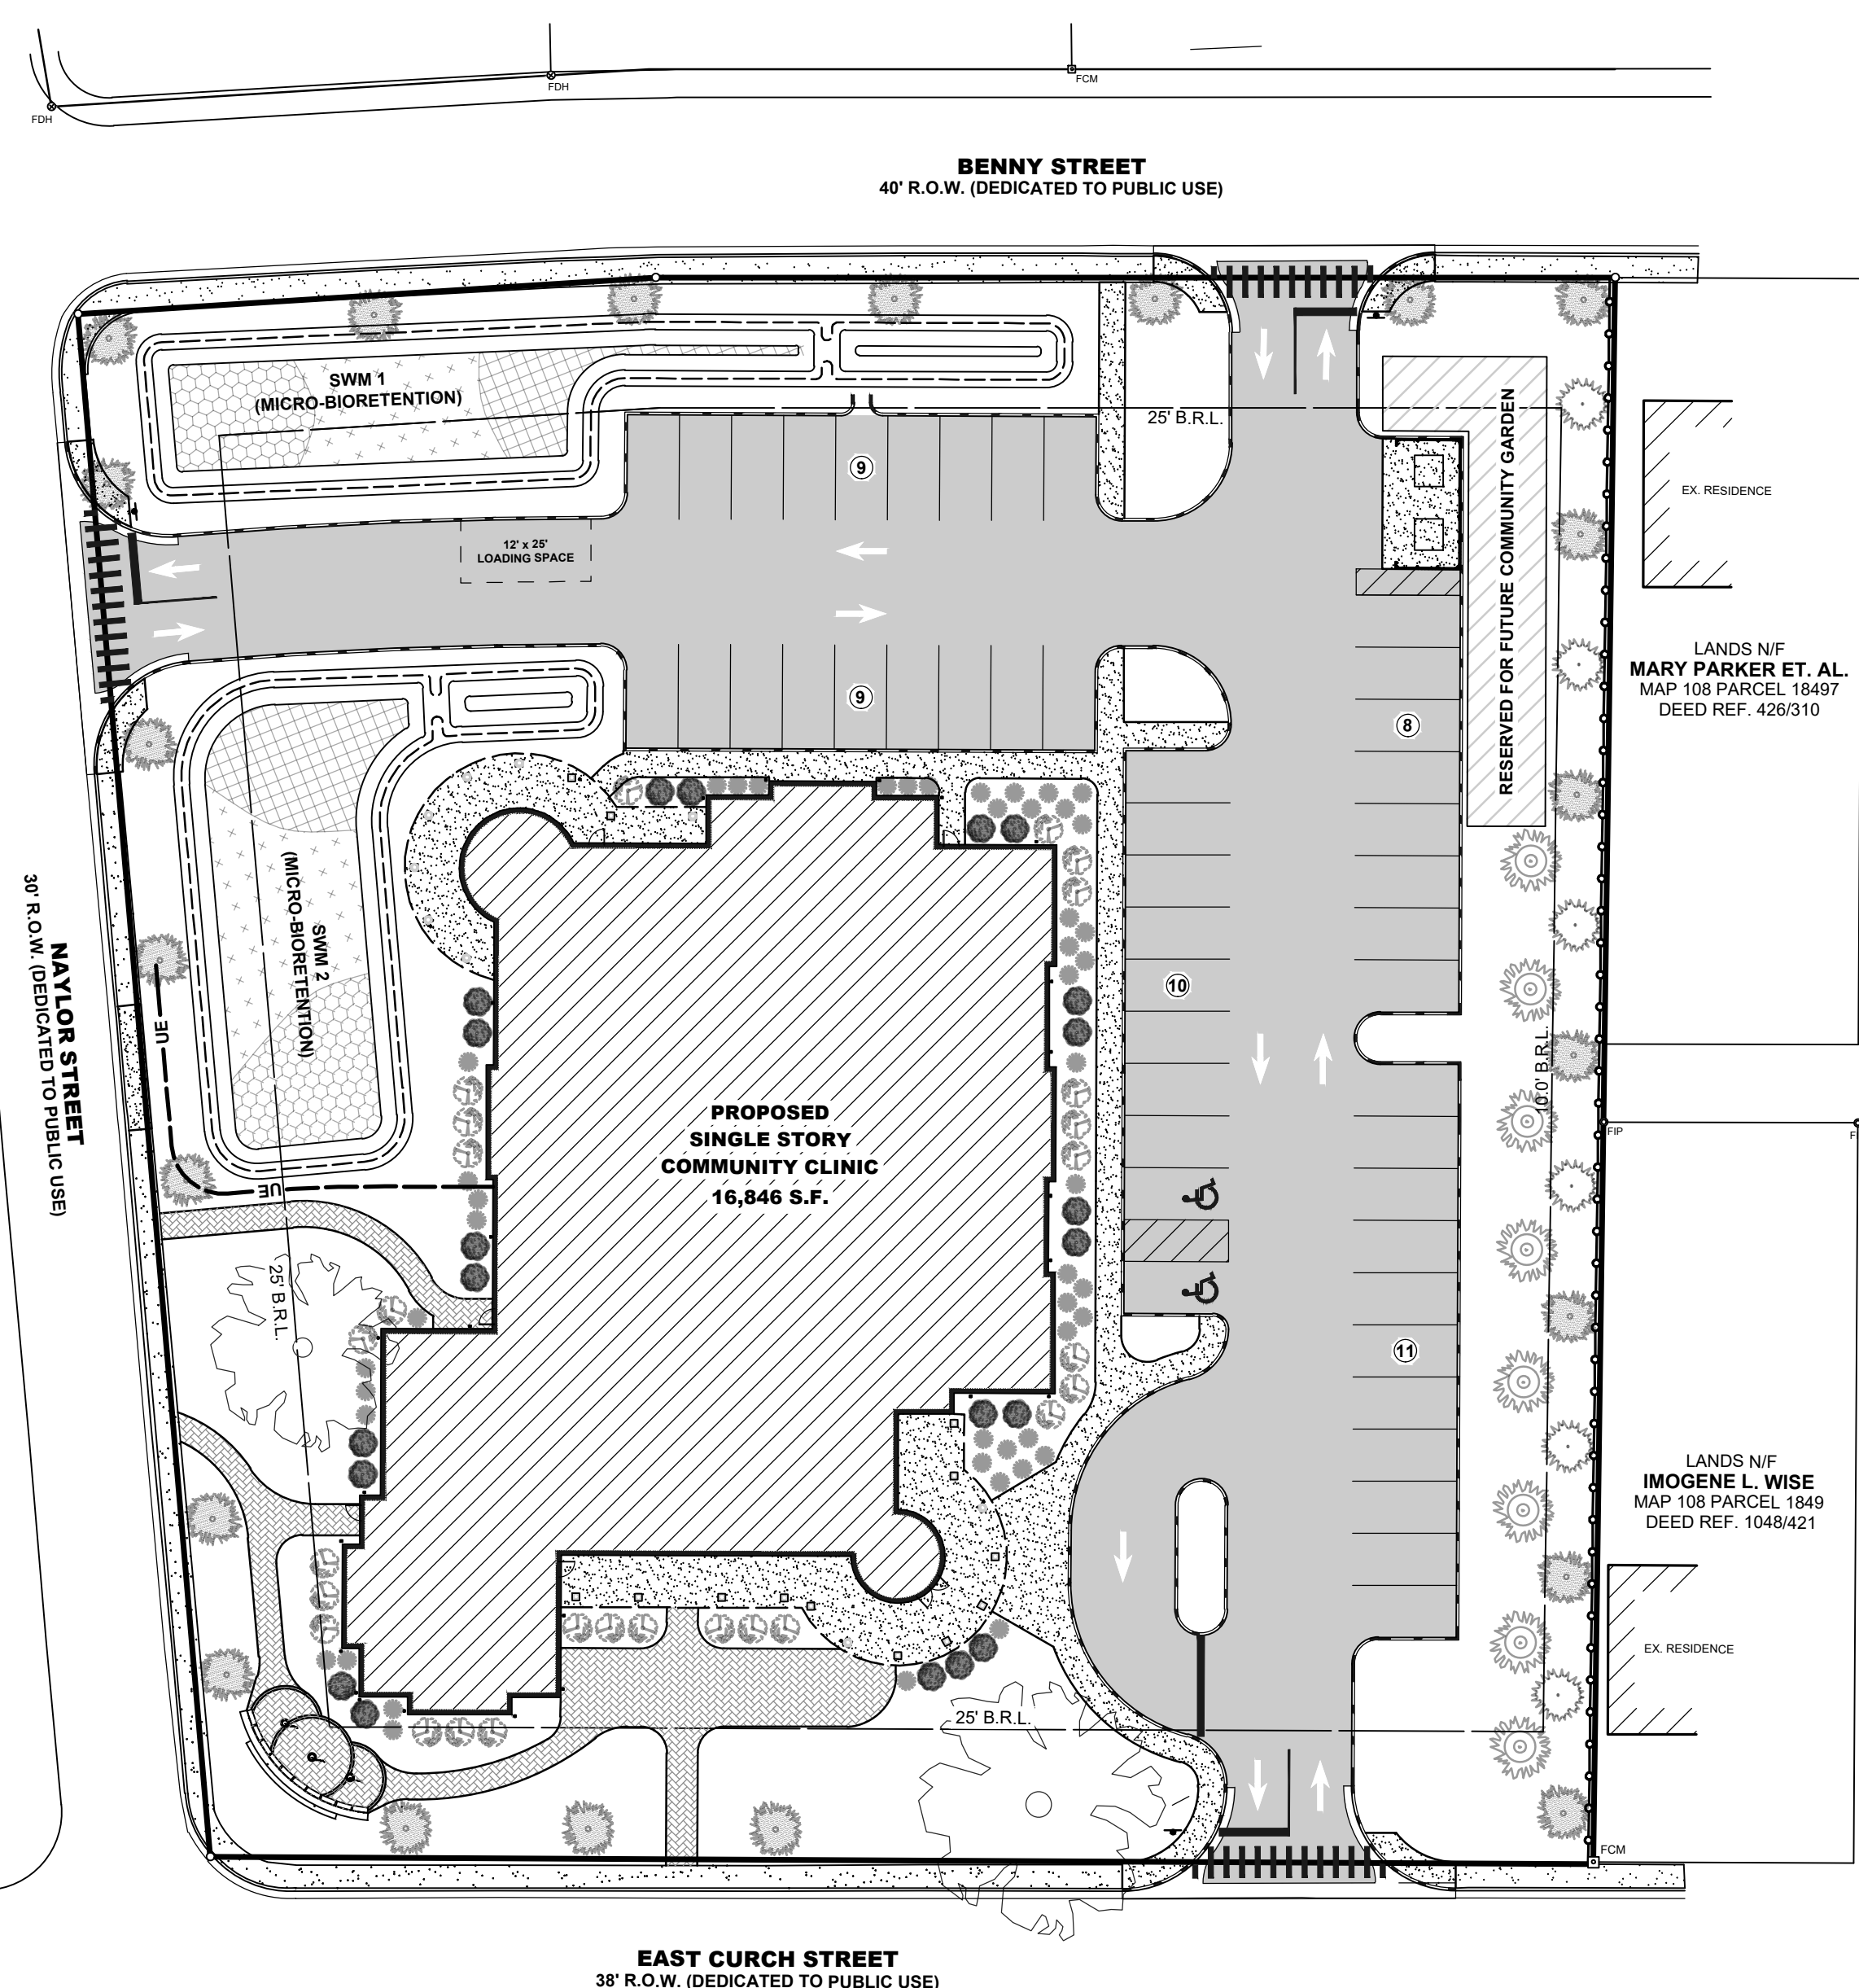 FDH
FDH
FCM
BENNY STREET
40' R.O.W. (DEDICATED TO PUBLIC USE)
SWM 1
(MICRO-BIORETENTION)
25' B.R.L.
9
12' x 25'
LOADING SPACE
9
8
RESERVED FOR FUTURE COMMUNITY GARDEN
EX. RESIDENCE
LANDS N/F
MARY PARKER ET. AL.
MAP 108 PARCEL 18497
DEED REF. 426/310
NAYLOR STREET
30' R.O.W. (DEDICATED TO PUBLIC USE)
SWM 2
(MICRO-BIORETENTION)
UE
UE
10
PROPOSED
SINGLE STORY
COMMUNITY CLINIC
16,846 S.F.
FIP
25' B.R.L.
11
LANDS N/F
IMOGENE L. WISE
MAP 108 PARCEL 1849
DEED REF. 1048/421
EX. RESIDENCE
25' B.R.L.
FCM
EAST CURCH STREET
38' R.O.W. (DEDICATED TO PUBLIC USE)